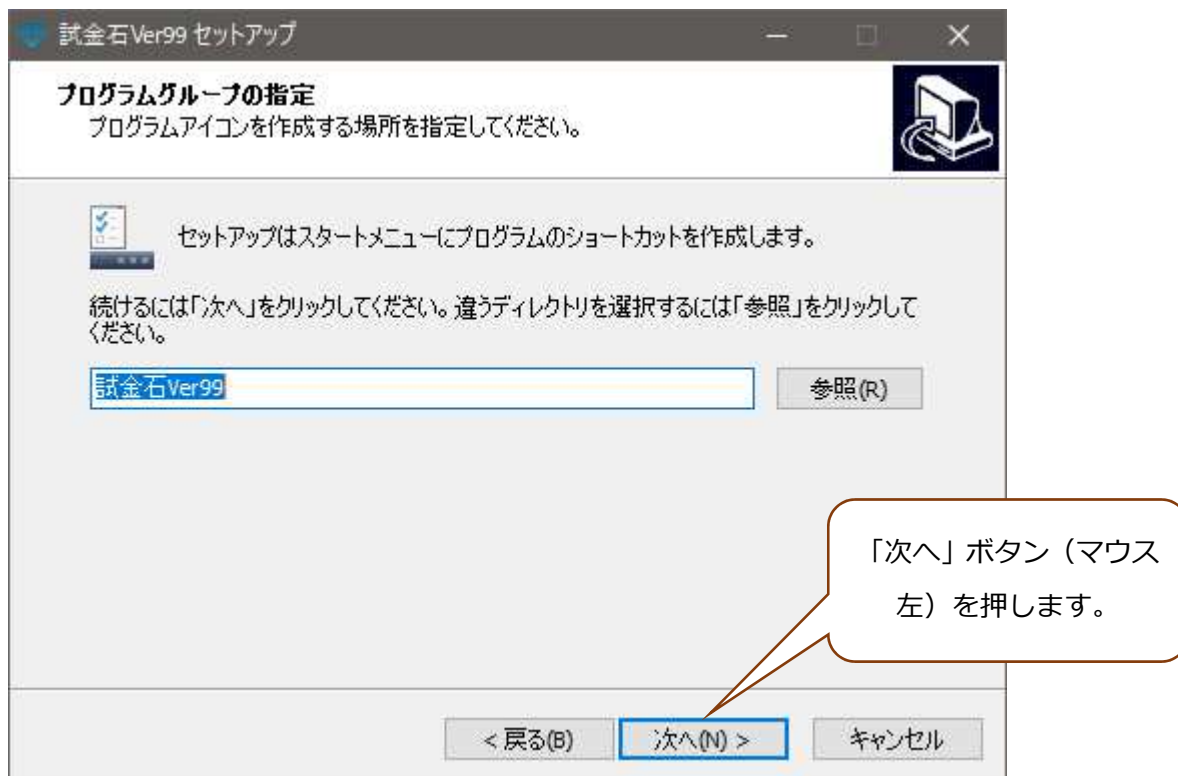 試金石Ver99 セットアップ
プログラムグループの指定
プログラムアイコンを作成する場所を指定してください。
セットアップはスタートメニューにプログラムのショートカットを作成します。
続けるには「次へ」をクリックしてください。違うディレクトリを選択するには「参照」をクリックして
ください。
試金石Ver99
参照(R)
「次へ」ボタン（マウス
左）を押します。
< 戻る(B)
次へ(N) >
キャンセル